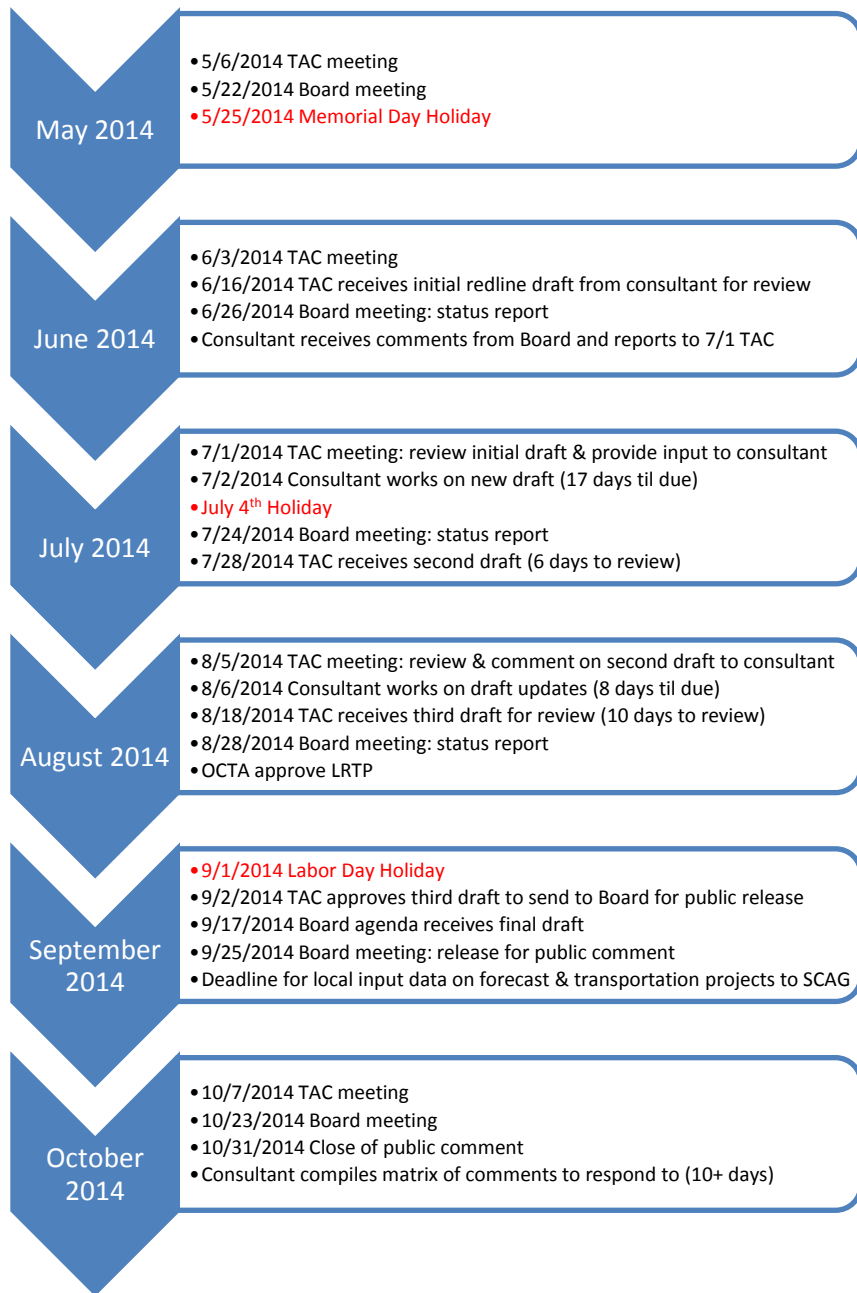 May 2014
•5/6/2014 TAC meeting
•5/22/2014 Board meeting
•5/25/2014 Memorial Day Holiday
June 2014
•6/3/2014 TAC meeting
•6/16/2014 TAC receives initial redline draft from consultant for review
•6/26/2014 Board meeting: status report
•Consultant receives comments from Board and reports to 7/1 TAC
July 2014
•7/1/2014 TAC meeting: review initial draft & provide input to consultant
•7/2/2014 Consultant works on new draft (17 days til due)
•July 4th Holiday
•7/24/2014 Board meeting: status report
•7/28/2014 TAC receives second draft (6 days to review)
August 2014
•8/5/2014 TAC meeting: review & comment on second draft to consultant
•8/6/2014 Consultant works on draft updates (8 days til due)
•8/18/2014 TAC receives third draft for review (10 days to review)
•8/28/2014 Board meeting: status report
•OCTA approve LRTP
September
2014
•9/1/2014 Labor Day Holiday
•9/2/2014 TAC approves third draft to send to Board for public release
•9/17/2014 Board agenda receives final draft
•9/25/2014 Board meeting: release for public comment
•Deadline for local input data on forecast & transportation projects to SCAG
October
2014
•10/7/2014 TAC meeting
•10/23/2014 Board meeting
•10/31/2014 Close of public comment
•Consultant compiles matrix of comments to respond to (10+ days)